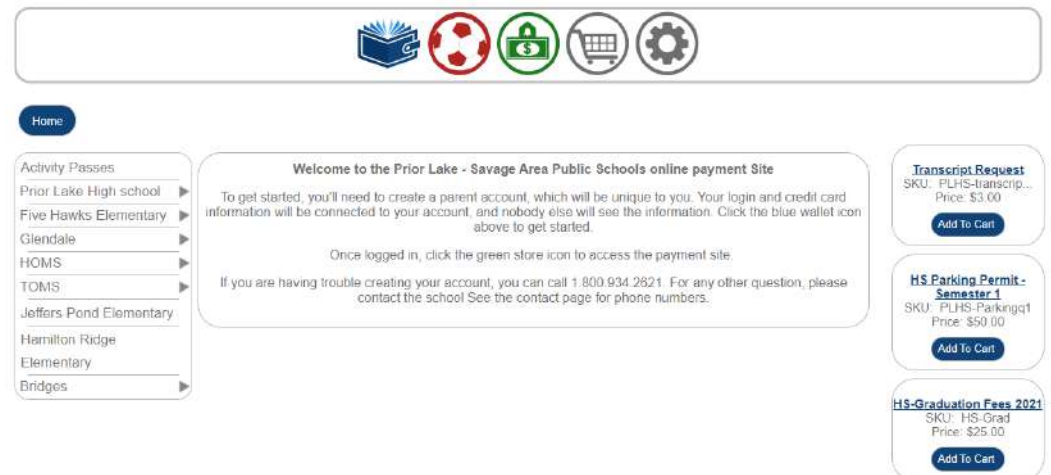 Home
Activity Passes
Prior Lake High school
Five Hawks Elementary
Glendale
HOMS
TOMS
Jeffers Pond Elementary
Hamilton Ridge
Elementary
Bridges
Welcome to the Prior Lake - Savage Area Public Schools online payment Site
To get started, you'll need to create a parent account, which will be unique to you. Your login and credit card
information will be connected to your account, and nobody else will see the information. Click the blue wallet icon
above to get started.
Once logged in, click the green store icon to access the payment site.
If you are having trouble creating your account, you can call 1.800.934.2621. For any other question, please
contact the school See the contact page for phone numbers.
Transcript Request
SKU: PLHS-transcrip...
Price: $3.00
Add To Cart
HS Parking Permit -
Semester 1
SKU: PLHS-Parkingq1
Price: $50.00
Add To Cart
HS-Graduation Fees 2021
SKU: HS-Grad
Price: $25.00
Add To Cart